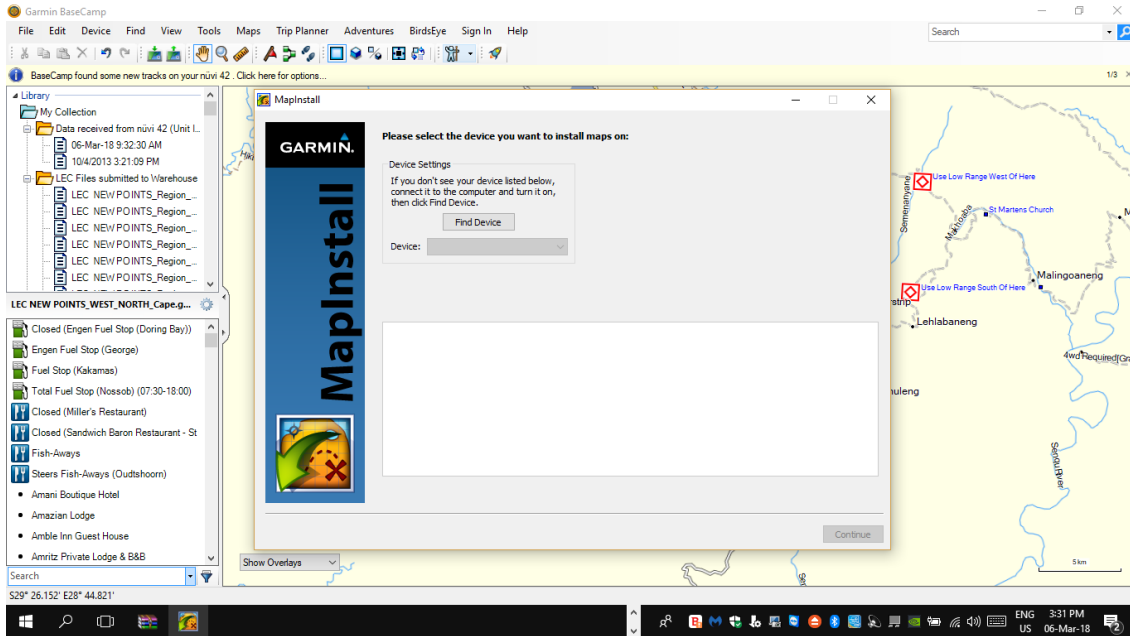 Garmin BaseCamp
File Edit Device Find View Tools Maps Trip Planner Adventures BirdsEye Sign In Help
Search
BaseCamp found some new tracks on your nüvi 42 . Click here for options...
1/3
Library
My Collection
Data received from nüvi 42 (Unit I...
06-Mar-18 9:32:30 AM
10/4/2013 3:21:09 PM
LEC Files submitted to Warehouse
LEC NEW POINTS_Region_...
LEC NEW POINTS_Region_...
LEC NEW POINTS_Region_...
LEC NEW POINTS_Region_...
LEC NEW POINTS_Region_...
LEC NEW POINTS_Region_...
LEC NEW POINTS_WEST_NORTH_Cape.g...
Closed (Engen Fuel Stop (Doring Bay))
Engen Fuel Stop (George)
Fuel Stop (Kakamas)
Total Fuel Stop (Nossob) (07:30-18:00)
Closed (Miller's Restaurant)
Closed (Sandwich Baron Restaurant - St
Fish-Aways
Steers Fish-Aways (Oudtshoorn)
Amani Boutique Hotel
Amazian Lodge
Amble Inn Guest House
Amritz Private Lodge & B&B
Search
MapInstall
GARMIN.
MapInstall
Please select the device you want to install maps on:
Device Settings
If you don't see your device listed below,
connect it to the computer and turn it on,
then click Find Device.
Find Device
Device:
Continue
Show Overlays
Semenanyane
Use Low Range West Of Here
Makhoaba
St Martens Church
Malingoaneng
Use Low Range South Of Here
strip
Lehlabaneng
4wd Required(Gra
uleng
Senqu River
5 km
S29° 26.152' E28° 44.821'
ENG
US
3:31 PM
06-Mar-18
2